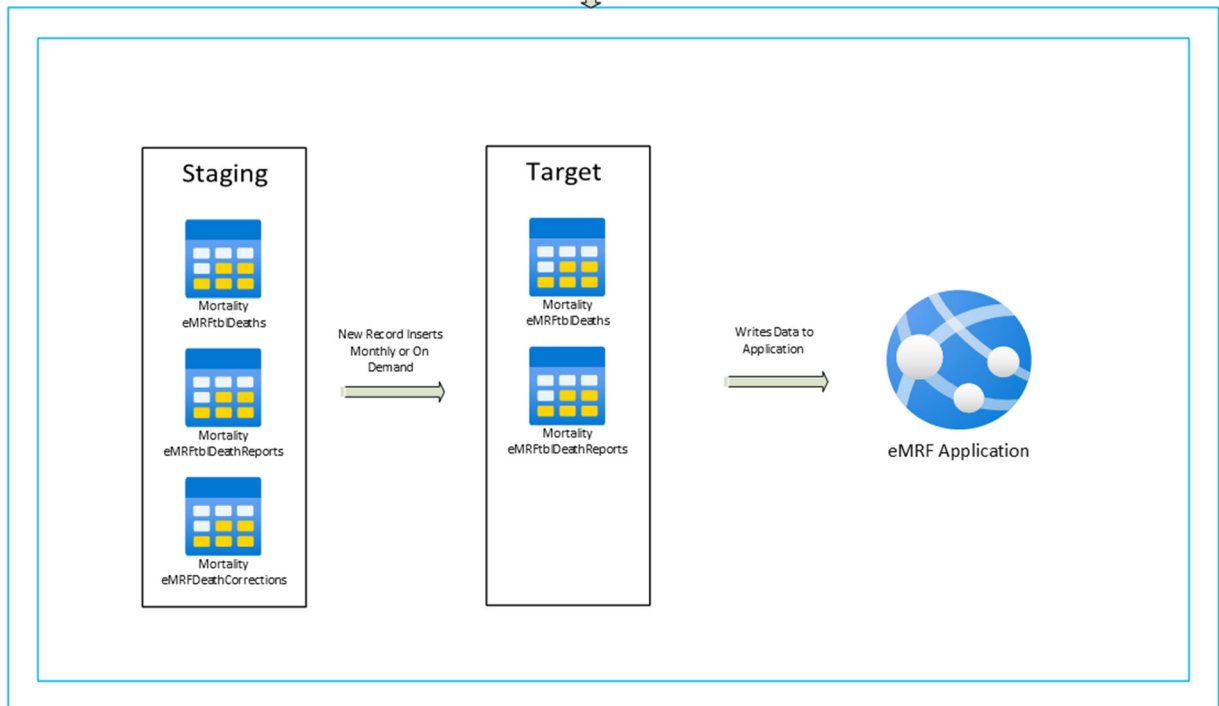 Staging
Mortality
eMRFtblDeaths
Mortality
eMRFtblDeathReports
Mortality
eMRFDeathCorrections
New Record Inserts
Monthly or On
Demand
Target
Mortality
eMRFtblDeaths
Mortality
eMRFtblDeathReports
Writes Data to
Application
eMRF Application